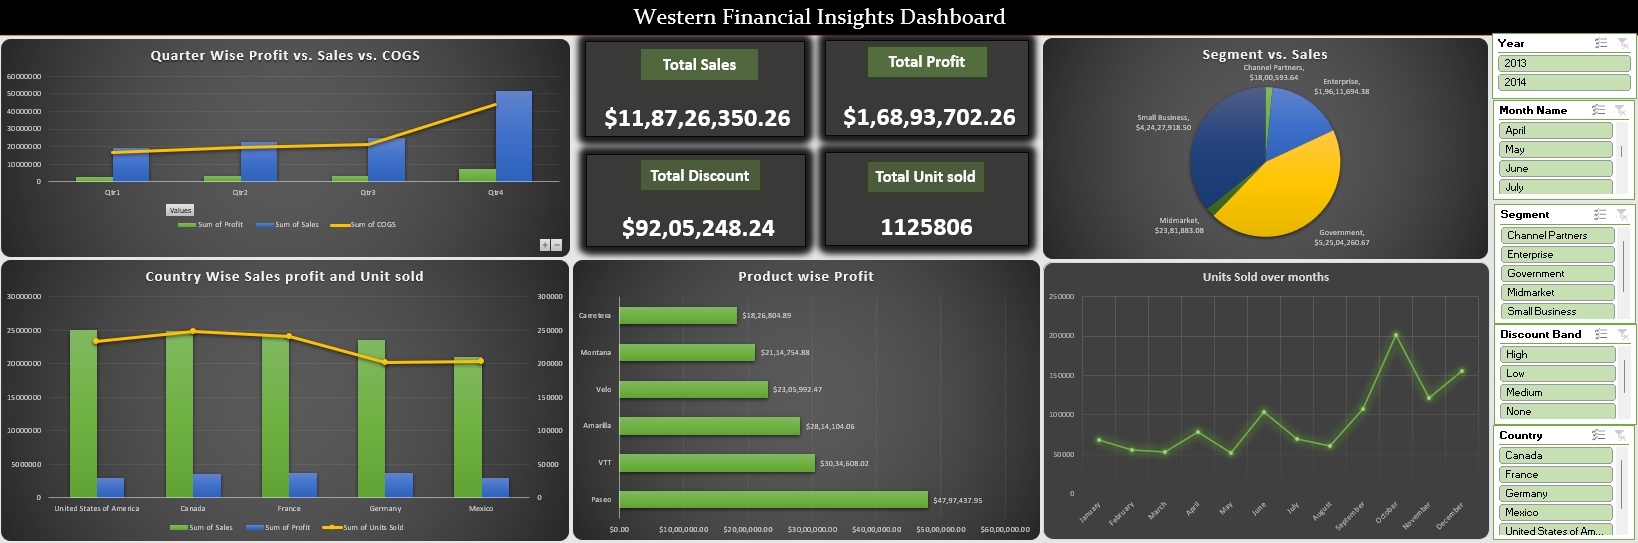 Western Financial Insights Dashboard
Quarter Wise Profit vs. Sales vs. COGS
60000000
50000000
40000000
30000000
20000000
10000000
0
Qtr1
Qtr2
Qtr3
Qtr4
Values
Sum of Profit
Sum of Sales
Sum of COGS
+ −
Total Sales
$11,87,26,350.26
Total Profit
$1,68,93,702.26
Total Discount
$92,05,248.24
Total Unit sold
1125806
Segment vs. Sales
Channel Partners,
$18,00,593.64
Enterprise,
$1,96,11,694.38
Small Business,
$4,24,27,918.50
Midmarket,
$23,81,883.08
Government,
$5,25,04,260.67
Country Wise Sales profit and Unit sold
30000000
25000000
20000000
15000000
10000000
5000000
0
300000
250000
200000
150000
100000
50000
0
United States of America
Canada
France
Germany
Mexico
Sum of Sales
Sum of Profit
Sum of Units Sold
Product wise Profit
Carretera
$18,26,804.89
Montana
$21,14,754.88
Velo
$23,05,992.47
Amarilla
$28,14,104.06
VTT
$30,34,608.02
Paseo
$47,97,437.95
$0.00
$10,00,000.00
$20,00,000.00
$30,00,000.00
$40,00,000.00
$50,00,000.00
$60,00,000.00
Units Sold over months
250000
200000
150000
100000
50000
0
January
February
March
April
May
June
July
August
September
October
November
December
Year
2013
2014
Month Name
April
May
June
July
Segment
Channel Partners
Enterprise
Government
Midmarket
Small Business
Discount Band
High
Low
Medium
None
Country
Canada
France
Germany
Mexico
United States of Am...